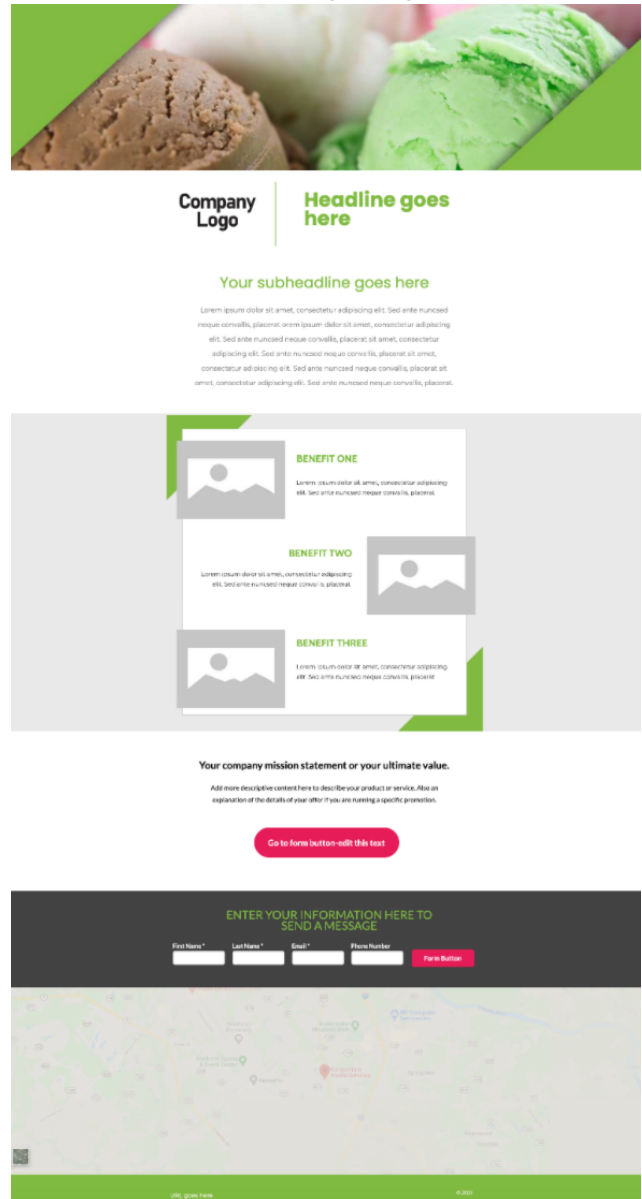 Company
Logo
Headline goes
here
Your subheadline goes here
Lorem ipsum dolor sit amet, consectetur adipiscing elit. Sed ante nuncsed
neque convallis, placerat orem ipsum dolor sit amet, consectetur adipiscing
elit. Sed ante nuncsed neque convallis, placerat sit amet, consectetur
adipiscing elit. Sed ante nuncsed neque convallis, placerat sit amet,
consectetur adipiscing elit. Sed ante nuncsed neque convallis, placerat sit
amet, consectetur adipiscing elit. Sed ante nuncsed neque convallis, placerat.
BENEFIT ONE
Lorem ipsum dolor sit amet, consectetur adipiscing
elit. Sed ante nuncsed neque convallis, placerat
BENEFIT TWO
Lorem ipsum dolor sit amet, consectetur adipiscing
elit. Sed ante nuncsed neque convallis, placerat
BENEFIT THREE
Lorem ipsum dolor sit amet, consectetur adipiscing
elit. Sed ante nuncsed neque convallis, placerat
Your company mission statement or your ultimate value.
Add more descriptive content here to describe your product or service. Also an
explanation of the details of your offer if you are running a specific promotion.
Go to form button-edit this text
ENTER YOUR INFORMATION HERE TO
SEND A MESSAGE
First Name *
Last Name *
Email *
Phone Number
Form Button
URL goes here